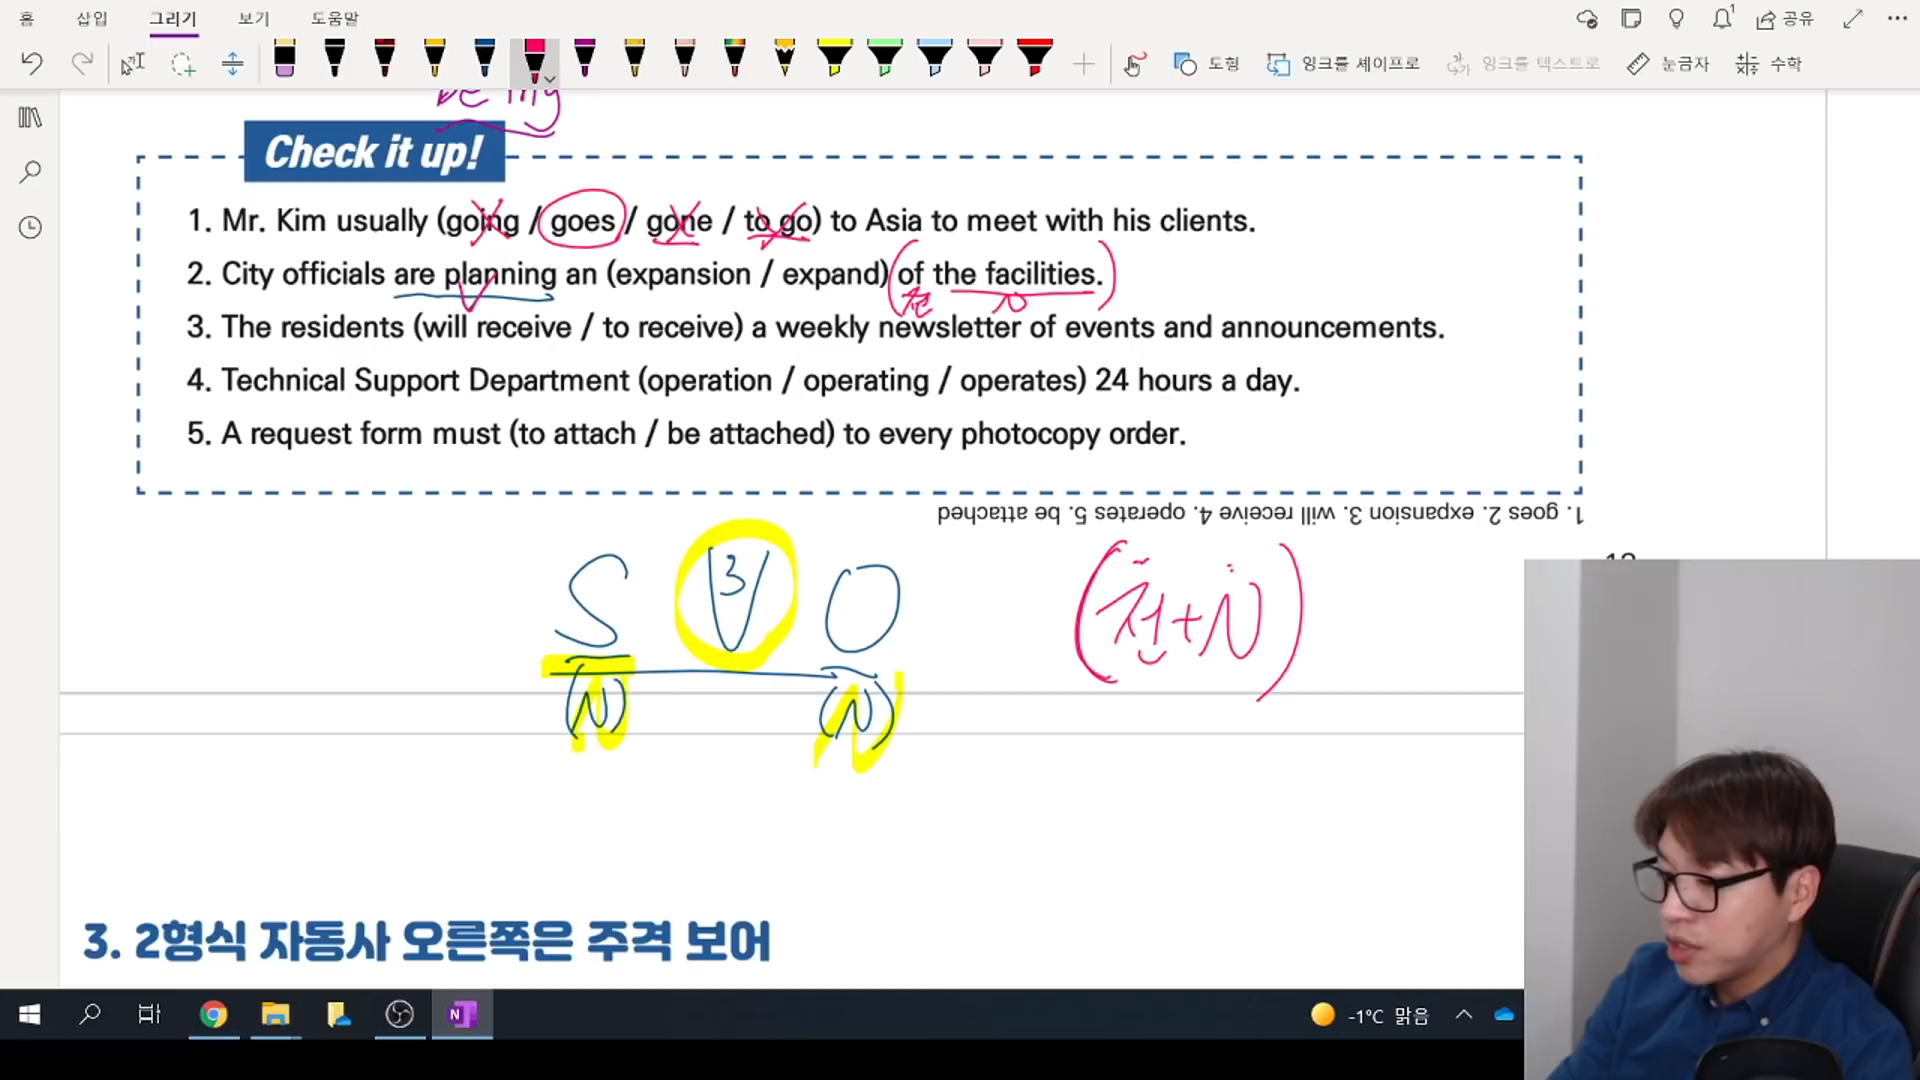 홈 삽입 그리기 보기 도움말
1 공유
도형 잉크를 셰이프로 잉크를 텍스트로 눈금자 수학
be ing
Check it up!
1. Mr. Kim usually (going / goes / gone / to go) to Asia to meet with his clients.
2. City officials are planning an (expansion / expand) of the facilities.
전 N
3. The residents (will receive / to receive) a weekly newsletter of events and announcements.
4. Technical Support Department (operation / operating / operates) 24 hours a day.
5. A request form must (to attach / be attached) to every photocopy order.
1. goes 2. expansion 3. will receive 4. operates 5. be attached
S V3 O (전+N)
(N) (N)
3. 2형식 자동사 오른쪽은 주격 보어
N -1°C 맑음